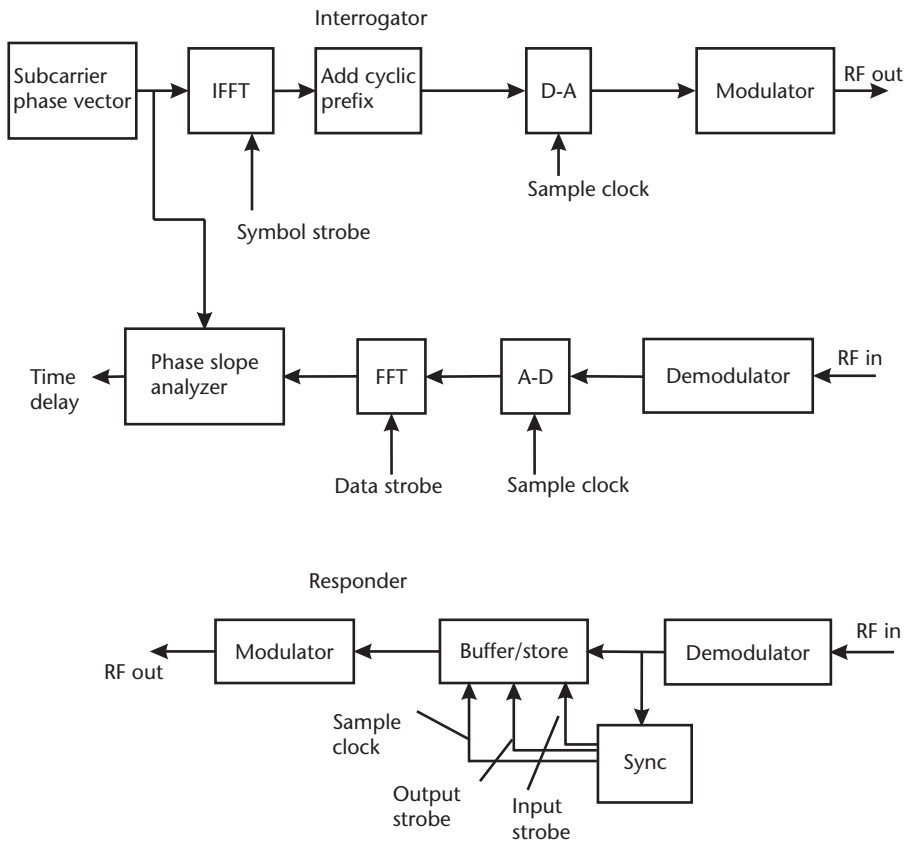 Interrogator
Subcarrier
phase vector
IFFT
Add cyclic
prefix
D-A
Modulator
RF out
Symbol strobe
Sample clock
Time
delay
Phase slope
analyzer
FFT
A-D
Demodulator
RF in
Data strobe
Sample clock
Responder
RF out
Modulator
Buffer/store
Demodulator
RF in
Sample
clock
Output
strobe
Input
strobe
Sync